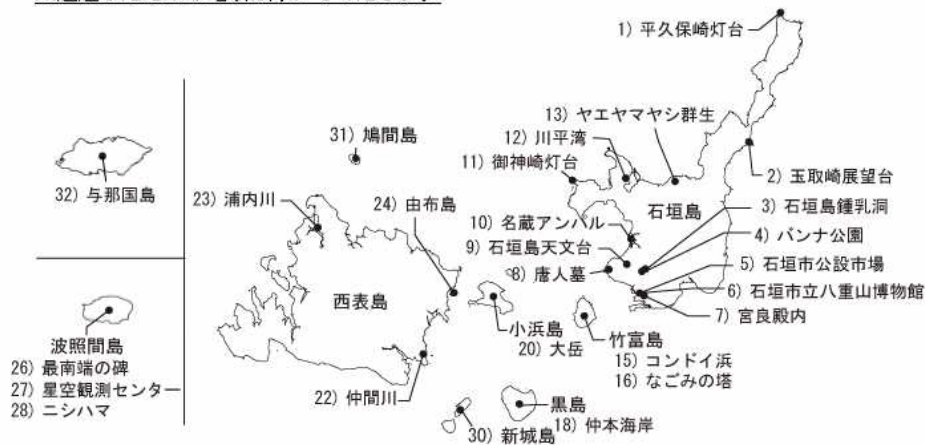 1) 平久保崎灯台
13) ヤエヤマヤシ群生
12) 川平湾
11) 御神崎灯台
2) 玉取崎展望台
石垣島
3) 石垣島鍾乳洞
10) 名蔵アンパル
4) バンナ公園
9) 石垣島天文台
5) 石垣市公設市場
8) 唐人墓
6) 石垣市立八重山博物館
7) 宮良殿内
31) 鳩間島
32) 与那国島
23) 浦内川
24) 由布島
西表島
小浜島
20) 大岳
竹富島
15) コンドイ浜
16) なごみの塔
22) 仲間川
黒島
18) 仲本海岸
30) 新城島
波照間島
26) 最南端の碑
27) 星空観測センター
28) ニシハマ